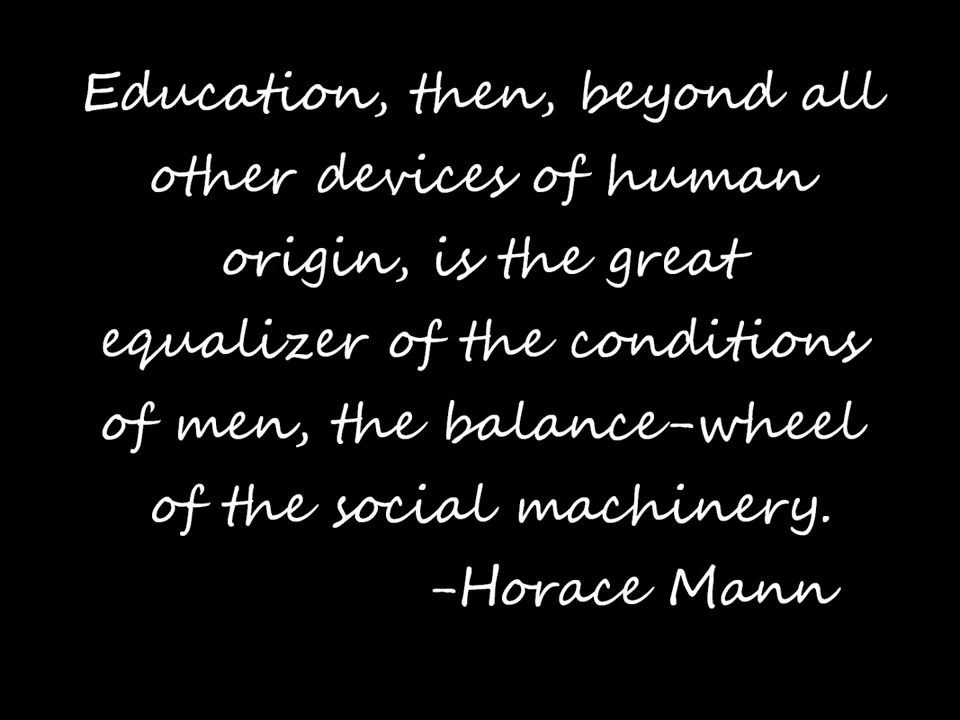 Education, then, beyond all
other devices of human
origin, is the great
equalizer of the conditions
of men, the balance-wheel
of the social machinery.
-Horace Mann